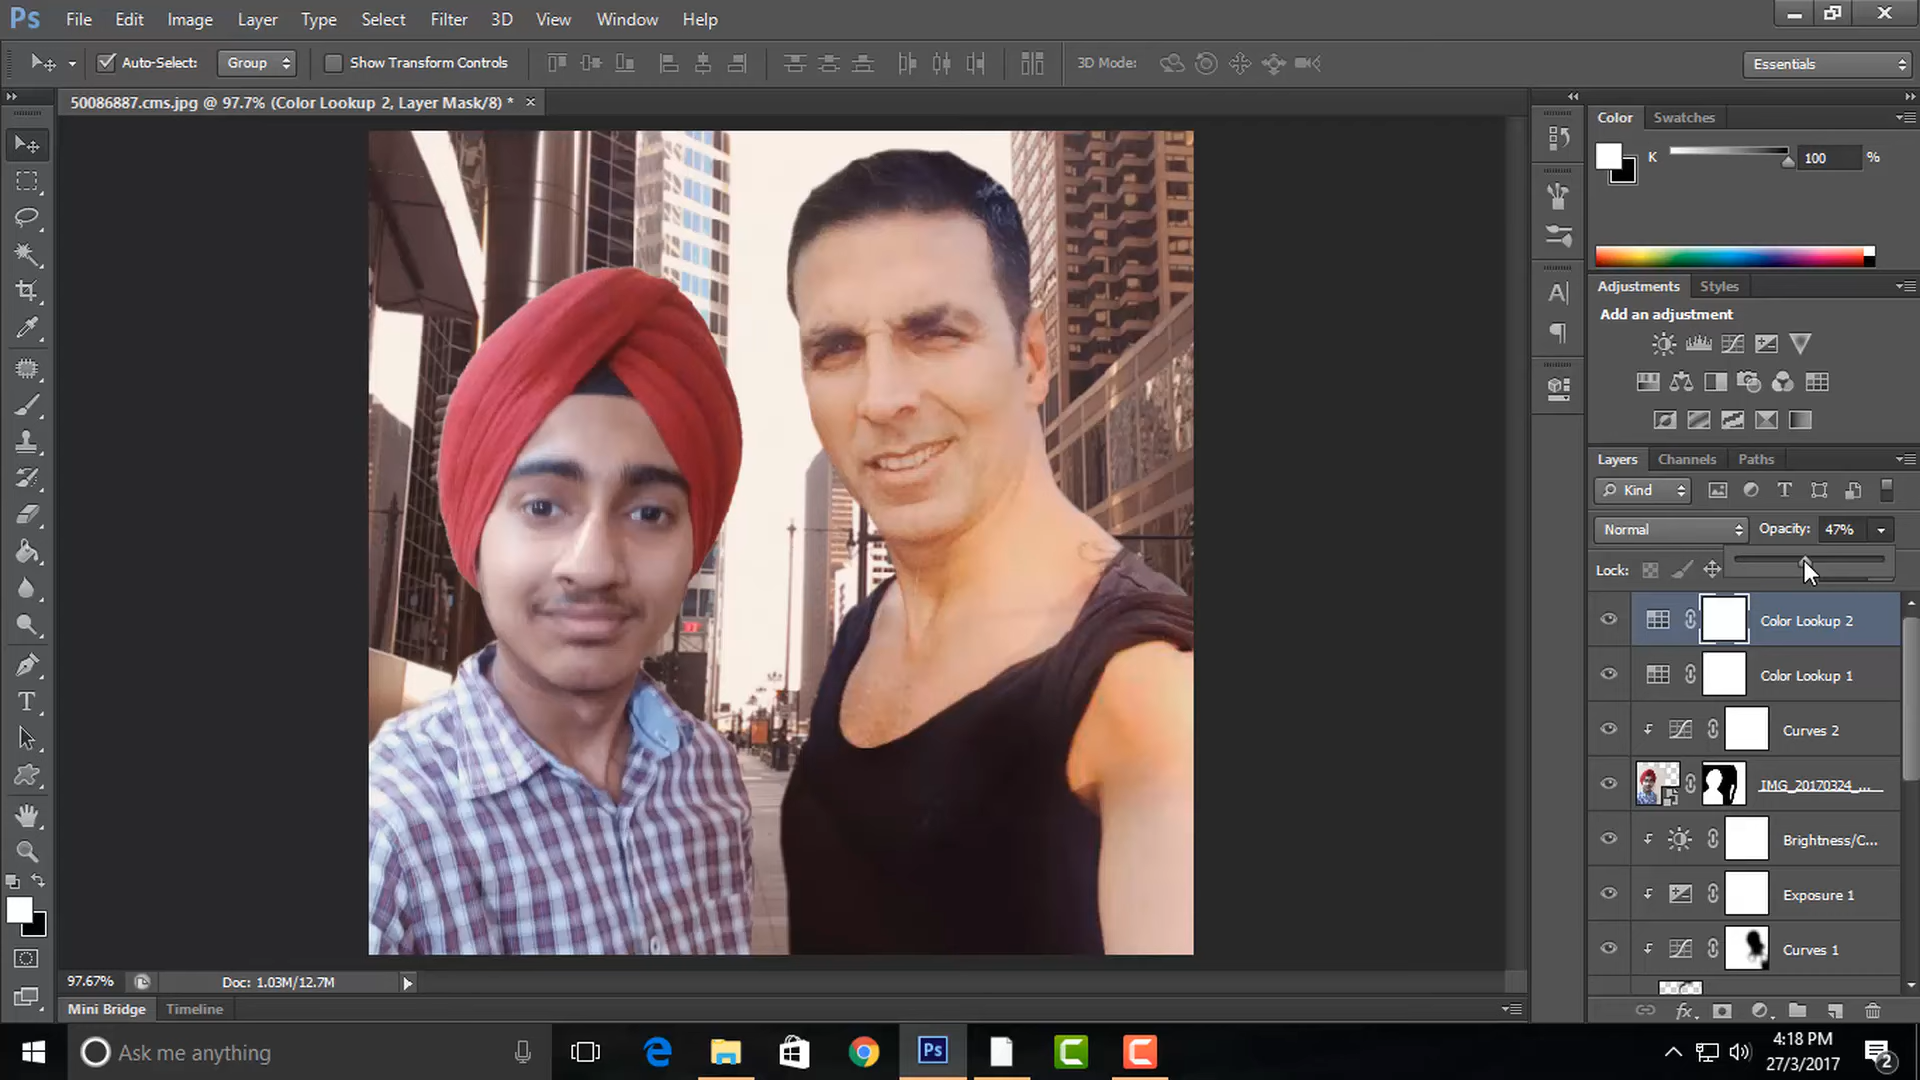 Ps File Edit Image Layer Type Select Filter 3D View Window Help
Auto-Select: Group Show Transform Controls 3D Mode: Essentials
50086887.cms.jpg @ 97.7% (Color Lookup 2, Layer Mask/8) * ×
Color Swatches
K 100 %
Adjustments Styles
Add an adjustment
Layers Channels Paths
Kind
Normal Opacity: 47%
Lock:
Color Lookup 2
Color Lookup 1
Curves 2
IMG_20170324_...
Brightness/C...
Exposure 1
Curves 1
97.67% Doc: 1.03M/12.7M
Mini Bridge Timeline
Ask me anything
Ps
4:18 PM
27/3/2017
2